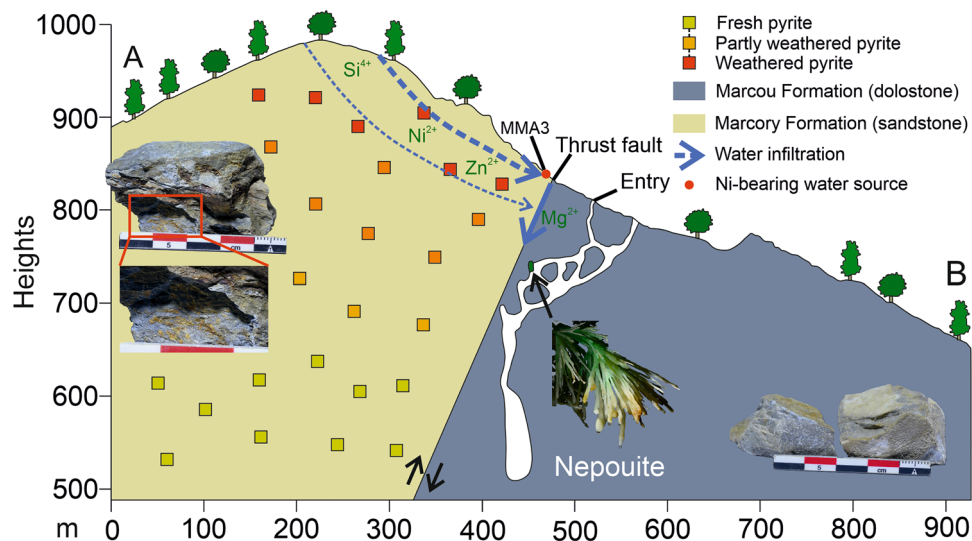 1000
900
800
700
600
500
Heights
m
0
100
200
300
400
500
600
700
800
900
A
B
Fresh pyrite
Partly weathered pyrite
Weathered pyrite
Marcou Formation (dolostone)
Marcory Formation (sandstone)
Water infiltration
Ni-bearing water source
Si4+
Ni2+
Zn2+
Mg2+
MMA3
Thrust fault
Entry
Nepouite
5
cm
A
5
cm
A